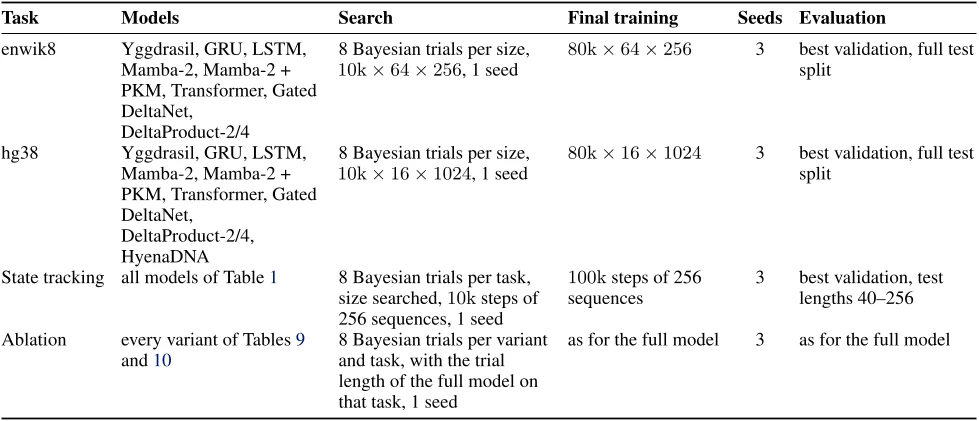 Task Models Search Final training Seeds Evaluation
enwik8 Yggdrasil, GRU, LSTM, 8 Bayesian trials per size, 80k × 64 × 256 3 best validation, full test
Mamba-2, Mamba-2 + 10k × 64 × 256, 1 seed split
PKM, Transformer, Gated
DeltaNet,
DeltaProduct-2/4
hg38 Yggdrasil, GRU, LSTM, 8 Bayesian trials per size, 80k × 16 × 1024 3 best validation, full test
Mamba-2, Mamba-2 + 10k × 16 × 1024, 1 seed split
PKM, Transformer, Gated
DeltaNet,
DeltaProduct-2/4,
HyenaDNA
State tracking all models of Table 1 8 Bayesian trials per task, 100k steps of 256 3 best validation, test
size searched, 10k steps of sequences lengths 40–256
256 sequences, 1 seed
Ablation every variant of Tables 9 8 Bayesian trials per variant as for the full model 3 as for the full model
and 10 and task, with the trial
length of the full model on
that task, 1 seed